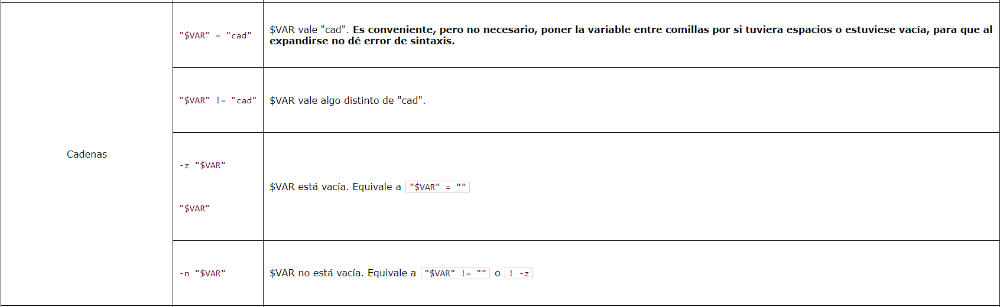 "$VAR" = "cad"
$VAR vale "cad". Es conveniente, pero no necesario, poner la variable entre comillas por si tuviera espacios o estuviese vacía, para que al
expandirse no dé error de sintaxis.
"$VAR" != "cad"
$VAR vale algo distinto de "cad".
Cadenas
-z "$VAR"
"$VAR"
$VAR está vacía. Equivale a "$VAR" = ""
-n "$VAR"
$VAR no está vacía. Equivale a "$VAR" != "" o ! -z